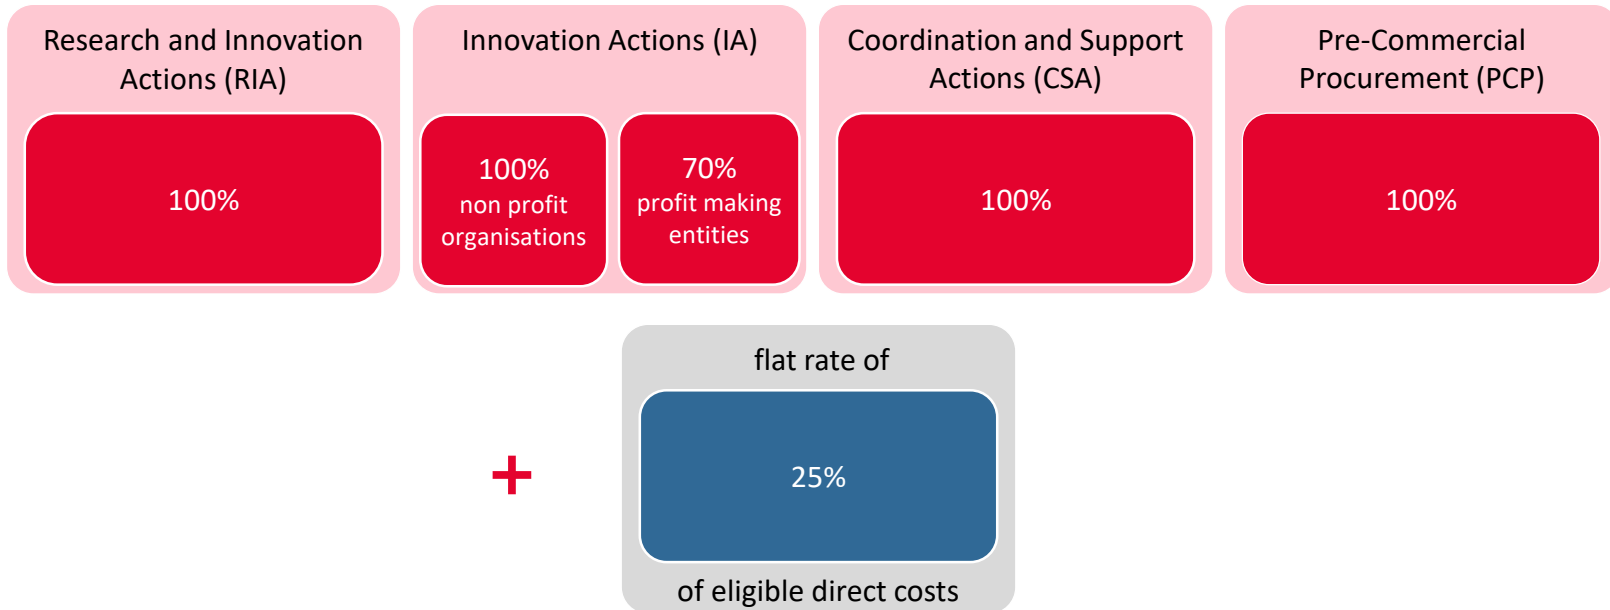 Research and Innovation
Actions (RIA)
100%
Innovation Actions (IA)
100%
non profit
organisations
70%
profit making
entities
Coordination and Support
Actions (CSA)
100%
Pre-Commercial
Procurement (PCP)
100%
+
flat rate of
25%
of eligible direct costs